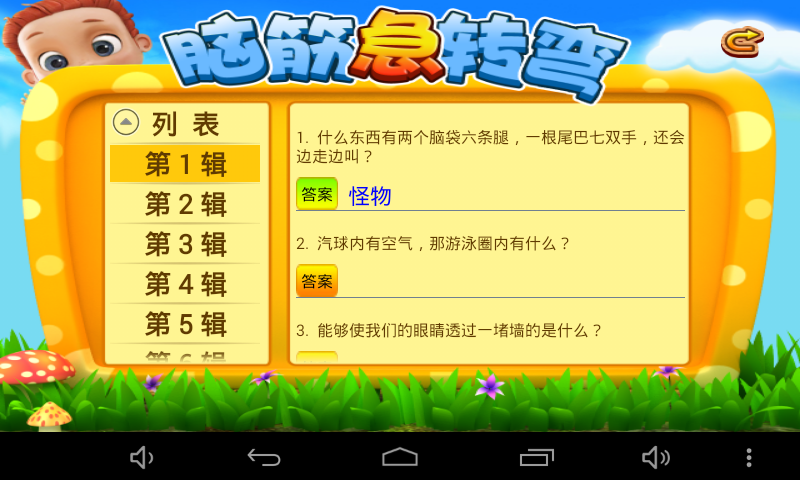 脑筋急转弯
列 表
第 1 辑
第 2 辑
第 3 辑
第 4 辑
第 5 辑
第 6 辑
1. 什么东西有两个脑袋六条腿，一根尾巴七双手，还会
边走边叫？
答案 怪物
2. 汽球内有空气，那游泳圈内有什么？
答案
3. 能够使我们的眼睛透过一堵墙的是什么？